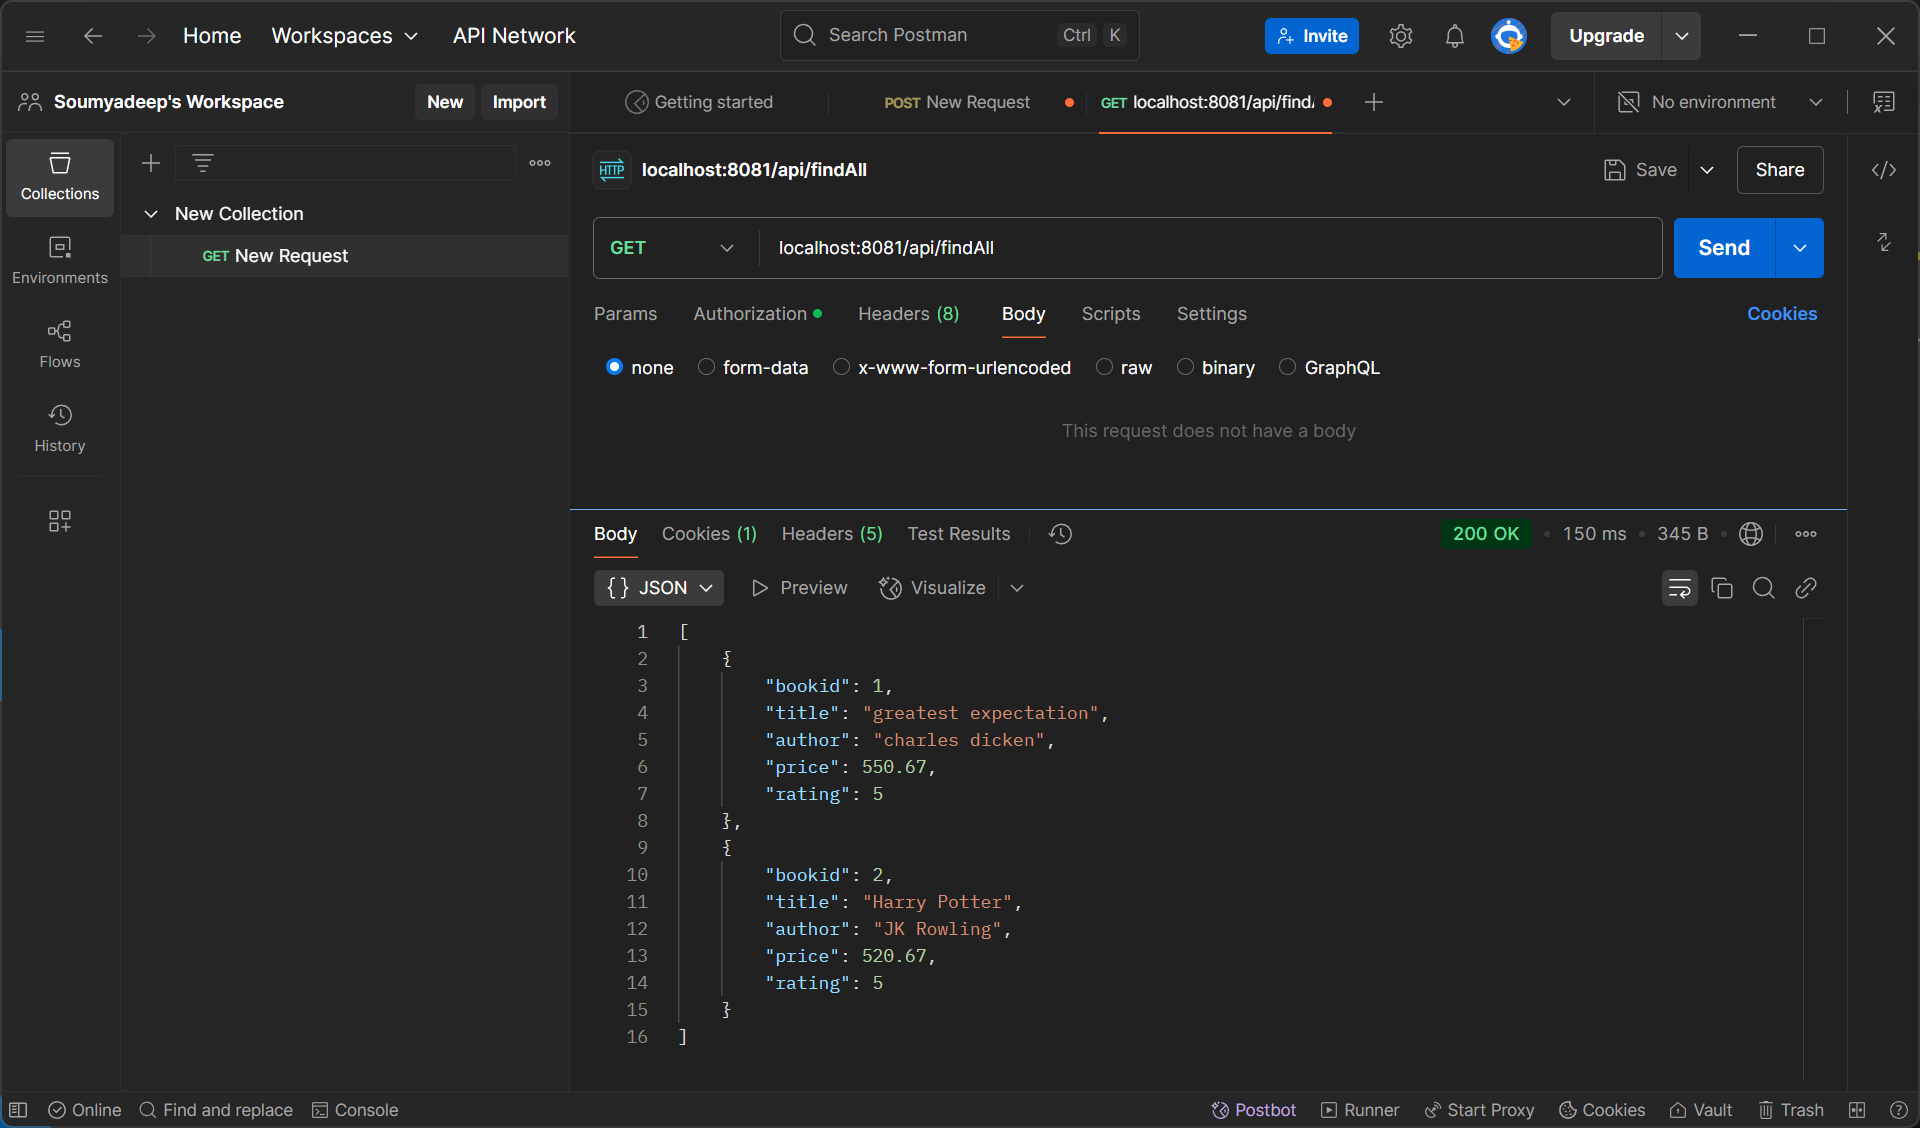 Home Workspaces API Network Search Postman Ctrl K Invite Upgrade
Soumyadeep's Workspace New Import Getting started POST New Request GET localhost:8081/api/find No environment
Collections
New Collection
GET New Request
Environments
Flows
History
HTTP localhost:8081/api/findAll Save Share
GET localhost:8081/api/findAll Send
Params Authorization Headers (8) Body Scripts Settings Cookies
none form-data x-www-form-urlencoded raw binary GraphQL
This request does not have a body
Body Cookies (1) Headers (5) Test Results 200 OK • 150 ms • 345 B •
{} JSON Preview Visualize
1 [
2 {
3 "bookid": 1,
4 "title": "greatest expectation",
5 "author": "charles dicken",
6 "price": 550.67,
7 "rating": 5
8 },
9 {
10 "bookid": 2,
11 "title": "Harry Potter",
12 "author": "JK Rowling",
13 "price": 520.67,
14 "rating": 5
15 }
16 ]
Online Find and replace Console Postbot Runner Start Proxy Cookies Vault Trash